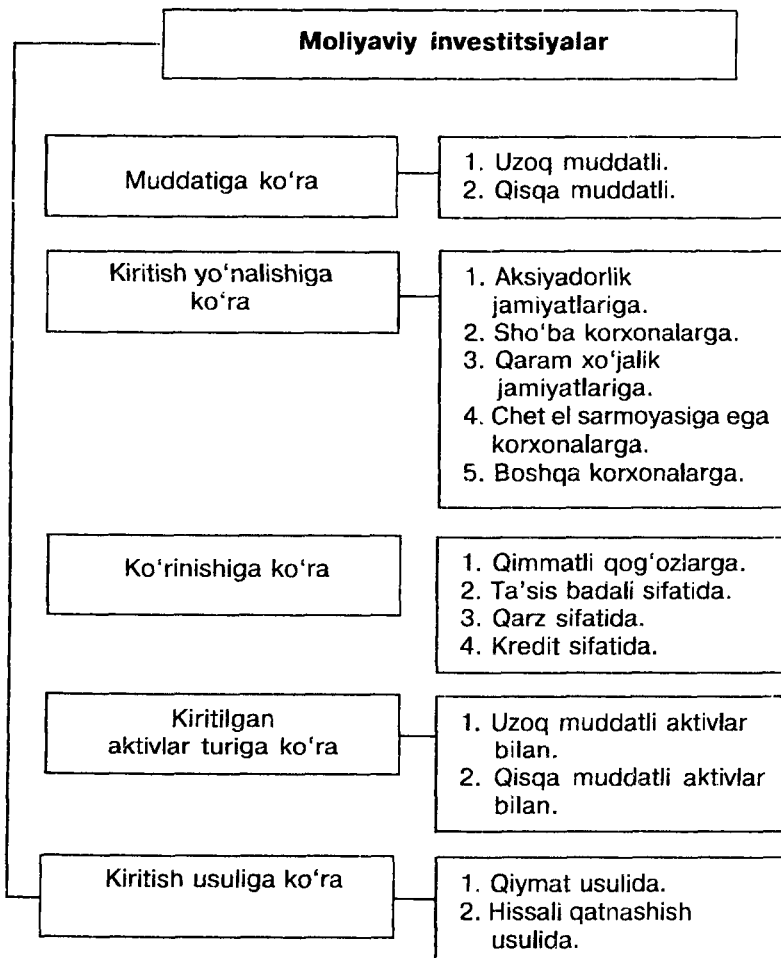 Moliyaviy investitsiyalar
Muddatiga ko‘ra
1. Uzoq muddatli.
2. Qisqa muddatli.
Kiritish yo‘nalishiga
ko‘ra
1. Aksiyadorlik
jamiyatlariga.
2. Sho‘ba korxonalarga.
3. Qaram xo‘jalik
jamiyatlariga.
4. Chet el sarmoyasiga ega
korxonalarga.
5. Boshqa korxonalarga.
Ko‘rinishiga ko‘ra
1. Qimmatli qog‘ozlarga.
2. Ta’sis badali sifatida.
3. Qarz sifatida.
4. Kredit sifatida.
Kiritilgan
aktivlar turiga ko‘ra
1. Uzoq muddatli aktivlar
bilan.
2. Qisqa muddatli aktivlar
bilan.
Kiritish usuliga ko‘ra
1. Qiymat usulida.
2. Hissali qatnashish
usulida.